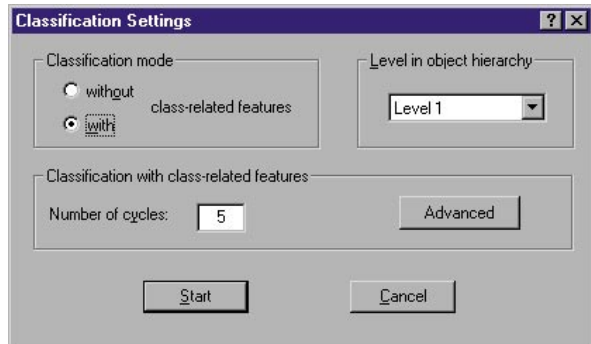 Classification Settings
Classification mode
without
class-related features
with
Level in object hierarchy
Level 1
Classification with class-related features
Number of cycles:
5
Advanced
Start
Cancel